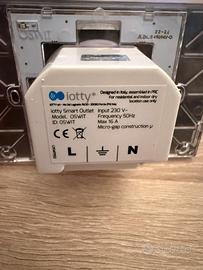 iotty®
Designed in Italy, assembled in PRC
For residential and indoor dry
location use only
iotty Smart Outlet
Model. OSWIT
ID: OSWIT
Input 230 V~
Frequency 50Hz
Max 16 A
Micro-gap construction μ
L
N
subito